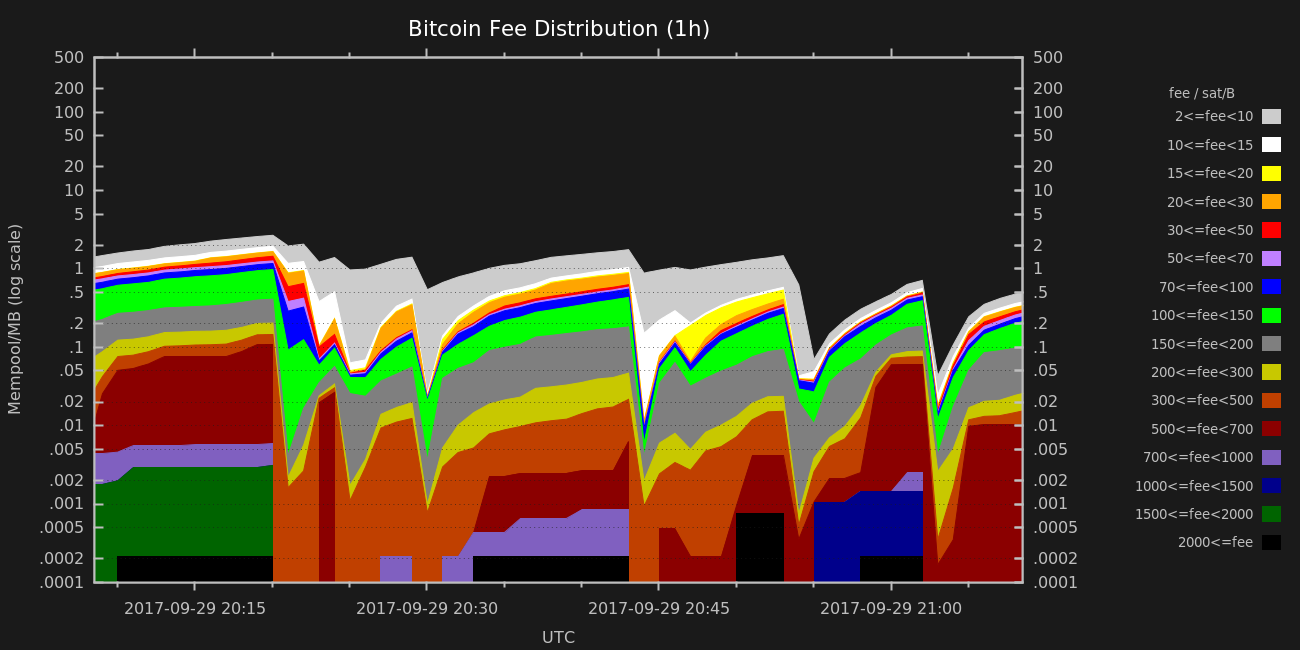 Bitcoin Fee Distribution (1h)
Mempool/MB (log scale)
500
200
100
50
20
10
5
2
1
.5
.2
.1
.05
.02
.01
.005
.002
.001
.0005
.0002
.0001
500
200
100
50
20
10
5
2
1
.5
.2
.1
.05
.02
.01
.005
.002
.001
.0005
.0002
.0001
2017-09-29 20:15
2017-09-29 20:30
2017-09-29 20:45
2017-09-29 21:00
UTC
fee / sat/B
2<=fee<10
10<=fee<15
15<=fee<20
20<=fee<30
30<=fee<50
50<=fee<70
70<=fee<100
100<=fee<150
150<=fee<200
200<=fee<300
300<=fee<500
500<=fee<700
700<=fee<1000
1000<=fee<1500
1500<=fee<2000
2000<=fee